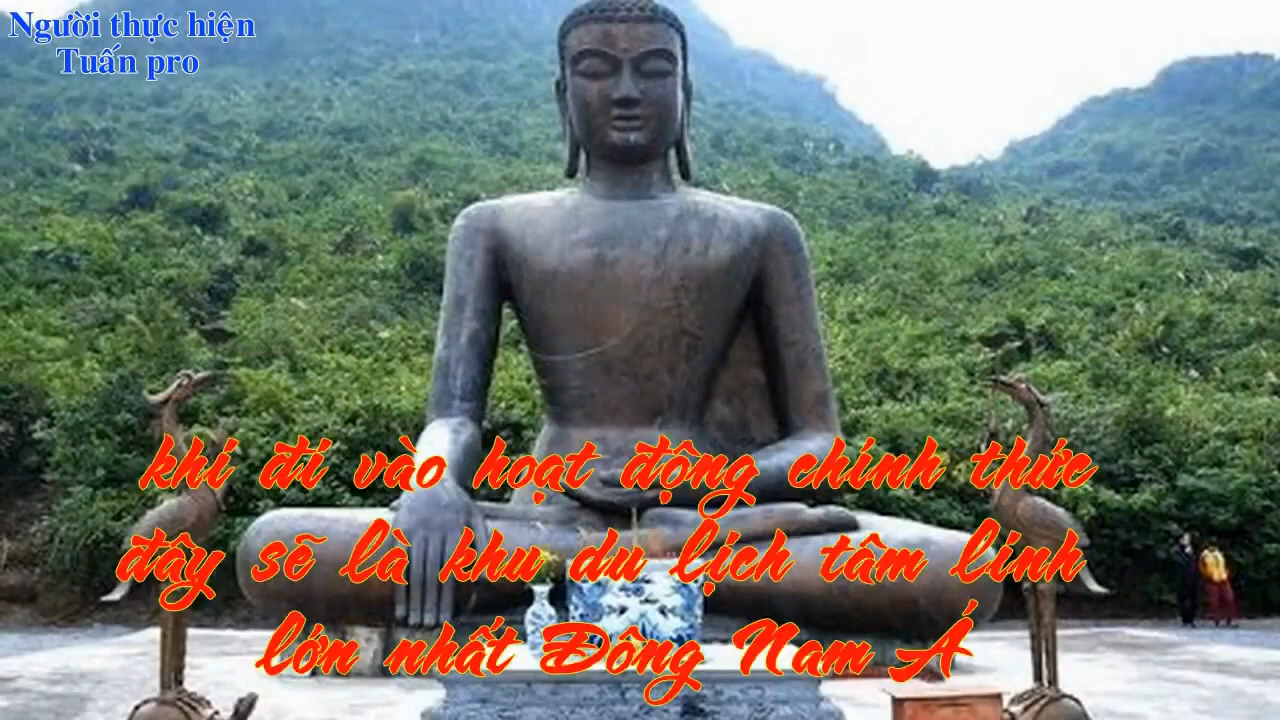 Người thực hiện
Tuấn pro
khi đi vào hoạt động chính thức
đây sẽ là khu du lịch tâm linh
lớn nhất Đông Nam Á